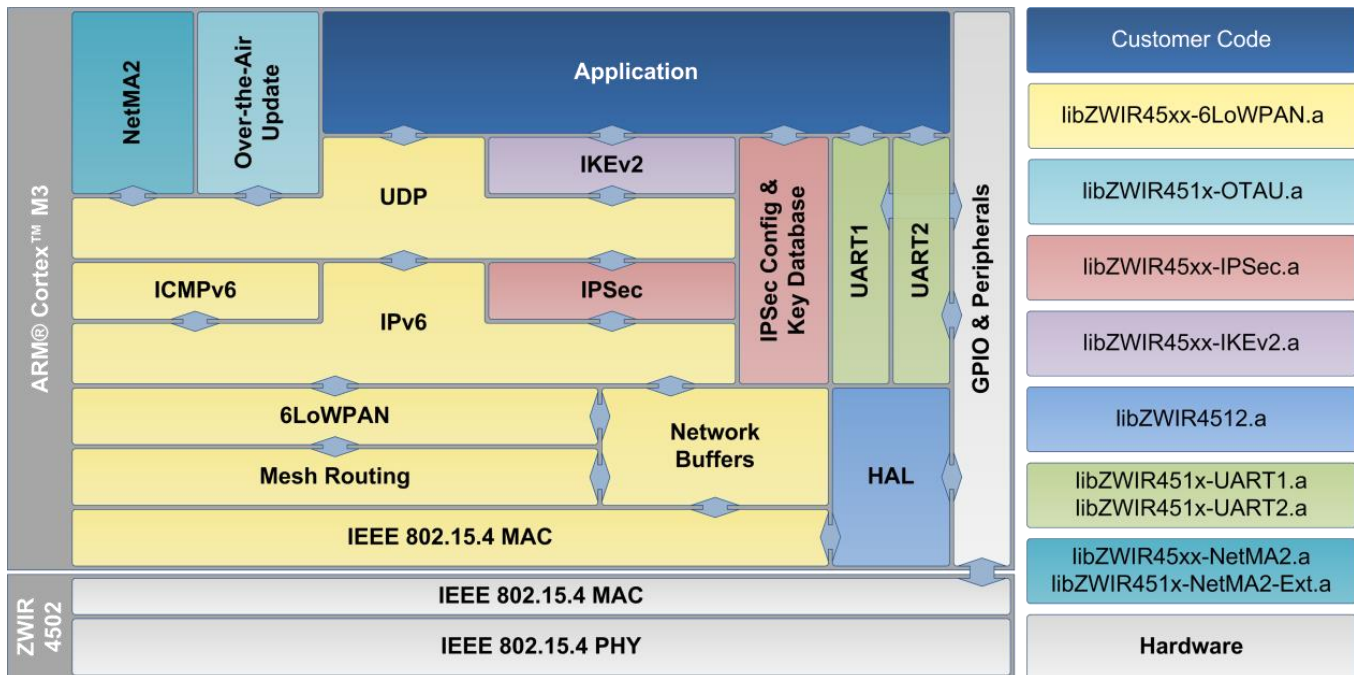 ARM® Cortex™ M3
NetMA2
Over-the-Air
Update
Application
UDP
IKEv2
IPSec Config &
Key Database
UART1
UART2
GPIO & Peripherals
ICMPv6
IPv6
IPSec
6LoWPAN
Mesh Routing
Network
Buffers
HAL
IEEE 802.15.4 MAC
ZWIR
4502
IEEE 802.15.4 MAC
IEEE 802.15.4 PHY
Customer Code
libZWIR45xx-6LoWPAN.a
libZWIR451x-OTAU.a
libZWIR45xx-IPSec.a
libZWIR45xx-IKEv2.a
libZWIR4512.a
libZWIR451x-UART1.a
libZWIR451x-UART2.a
libZWIR45xx-NetMA2.a
libZWIR451x-NetMA2-Ext.a
Hardware